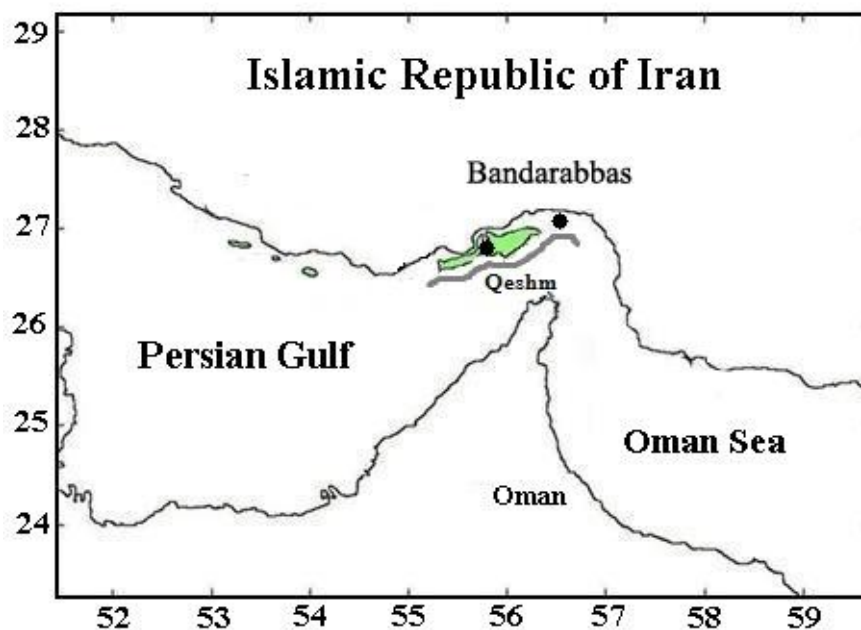 29
Islamic Republic of Iran
28
Bandarabbas
27
Qeshm
26
Persian Gulf
25
Oman Sea
Oman
24
52 53 54 55 56 57 58 59